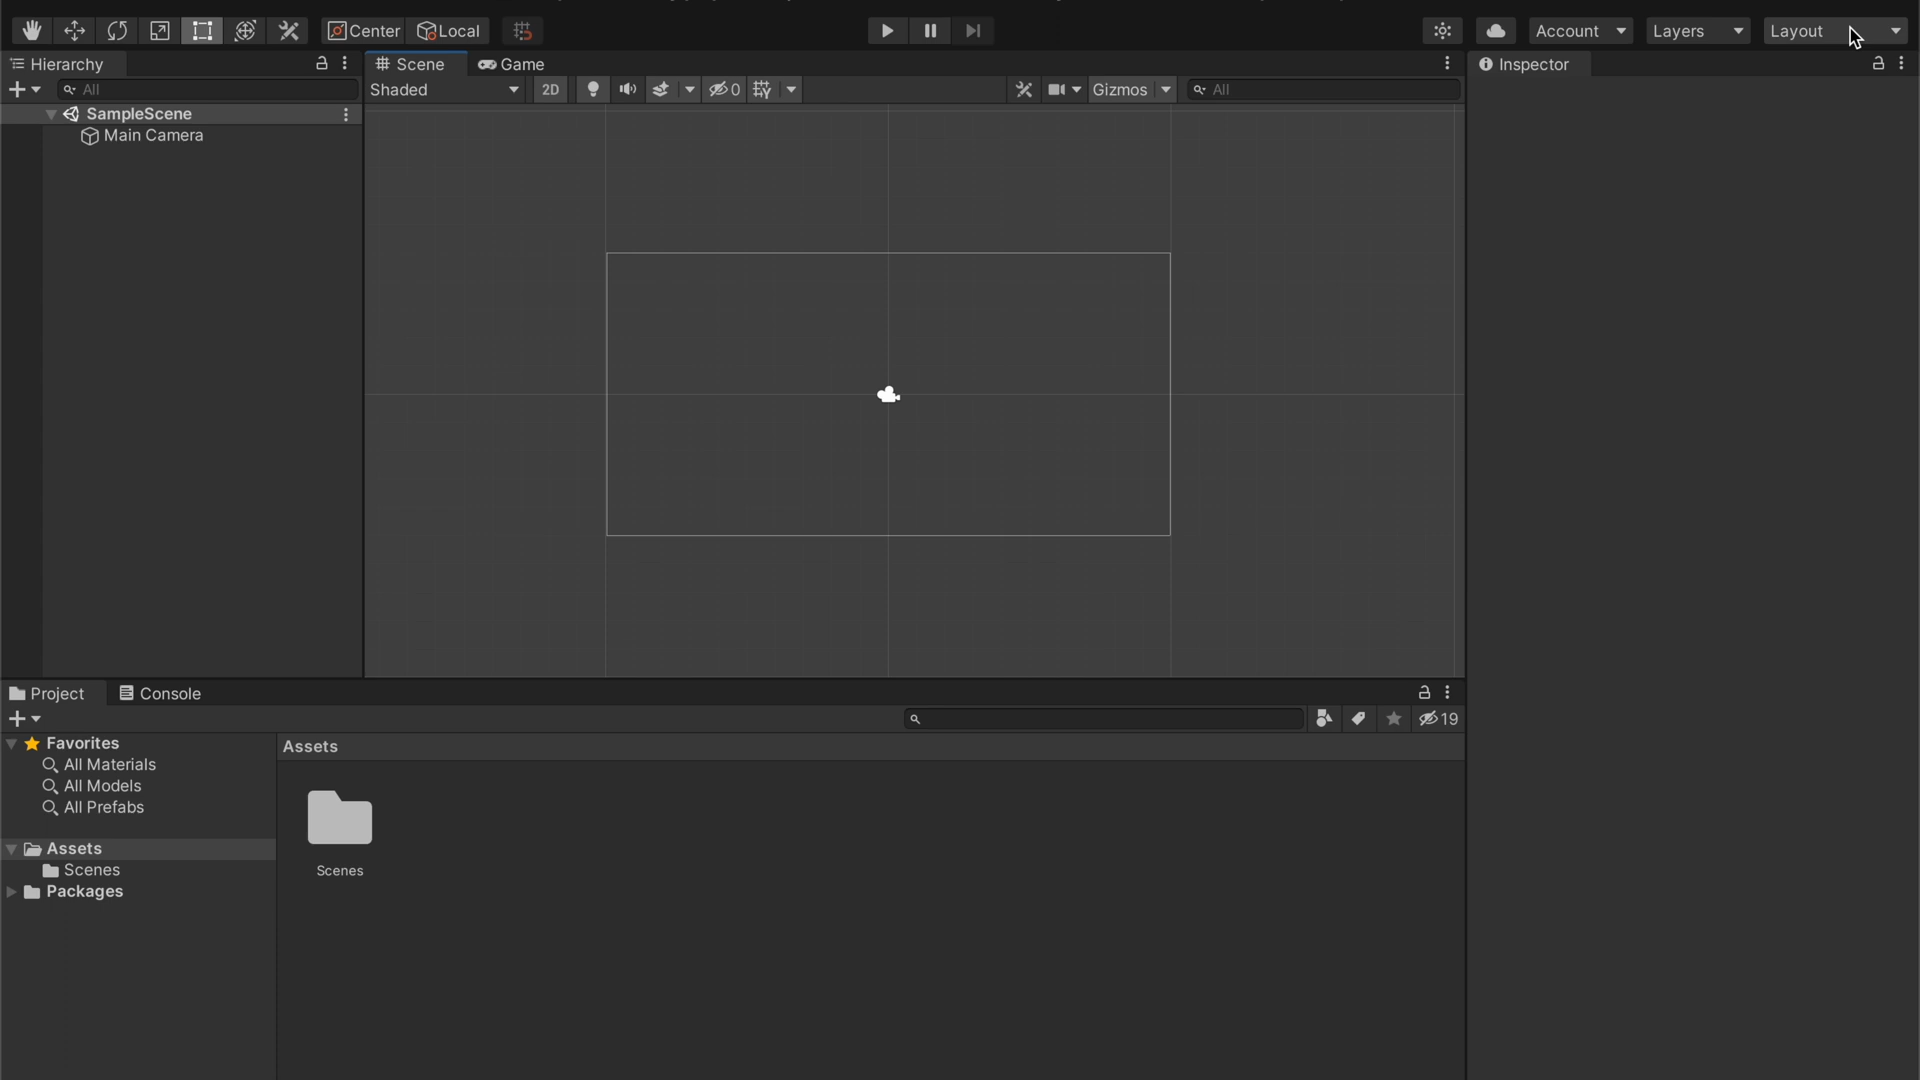 Center Local Account Layers Layout
Hierarchy
Scene Game
Inspector
All
Shaded 2D 0 Gizmos All
SampleScene
Main Camera
Project Console
19
Favorites
All Materials
All Models
All Prefabs
Assets
Scenes
Packages
Assets
Scenes